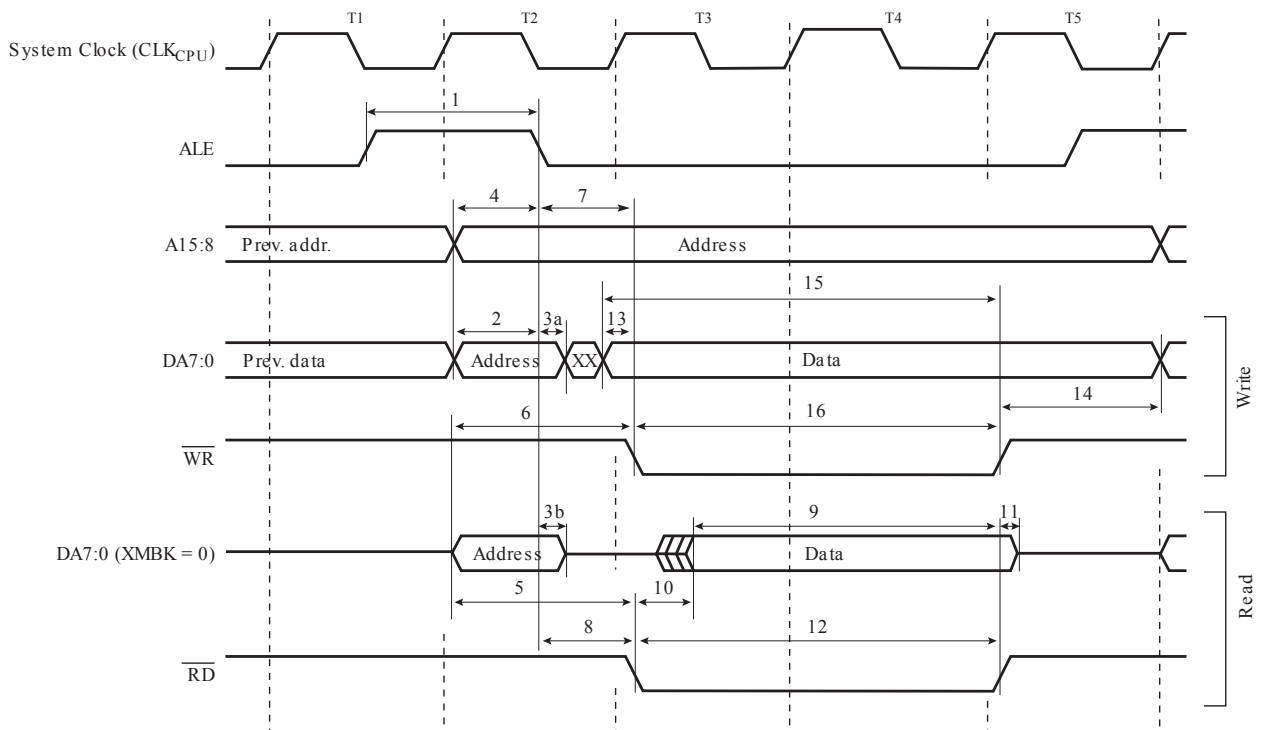 T1 T2 T3 T4 T5
System Clock (CLKCPU)
1
ALE
4 7
A15:8 Prev. addr. Address
15
2 3a 13
DA7:0 Prev. data Address XX Data
14
6 16
WR
Write
3b 9 11
DA7:0 (XMBK = 0) Address Data
5 10
8 12
RD
Read